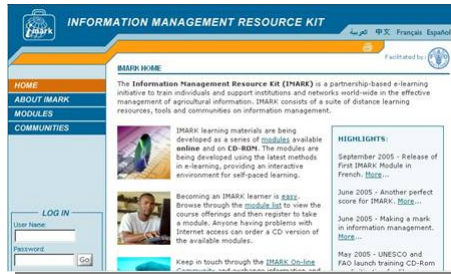 imark
INFORMATION MANAGEMENT RESOURCE KIT
العربية 中文 Français Español
Facilitated by:
IMARK HOME
HOME
ABOUT IMARK
MODULES
COMMUNITIES
The Information Management Resource Kit (IMARK) is a partnership-based e-learning
initiative to train individuals and support institutions and networks world-wide in the effective
management of agricultural information. IMARK consists of a suite of distance learning
resources, tools and communities on information management.
IMARK learning materials are being
developed as a series of modules available
online and on CD-ROM. The modules are
being developed using the latest methods
in e-learning, providing an interactive
environment for self-paced learning.
Becoming an IMARK learner is easy.
Browse through the module list to view the
course offerings and then register to take
a module. Anyone having problems with
Internet access can order a CD version of
the available modules.
Keep in touch through the IMARK On-line
HIGHLIGHTS:
September 2005 - Release of
First IMARK Module in
French. More...
June 2005 - Another perfect
score for IMARK. More...
June 2005 - Making a mark
in information management.
More...
May 2005 - UNESCO and
FAO launch training CD-Rom
LOG IN
User Name:
Password:
Go